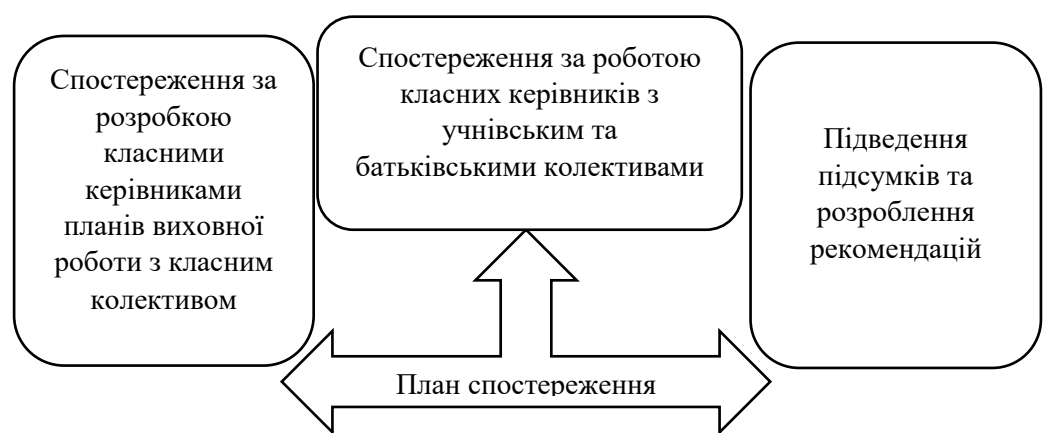 Спостереження за
розробкою
класними
керівниками
планів виховної
роботи з класним
колективом
Спостереження за роботою
класних керівників з
учнівським та
батьківськими колективами
Підведення
підсумків та
розроблення
рекомендацій
План спостереження